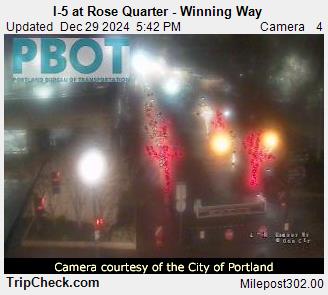 I-5 at Rose Quarter - Winning Way
Updated Dec 29 2024 5:42 PM Camera 4
PBOT
PORTLAND BUREAU OF TRANSPORTATION
Camera courtesy of the City of Portland
TripCheck.com Milepost302.00